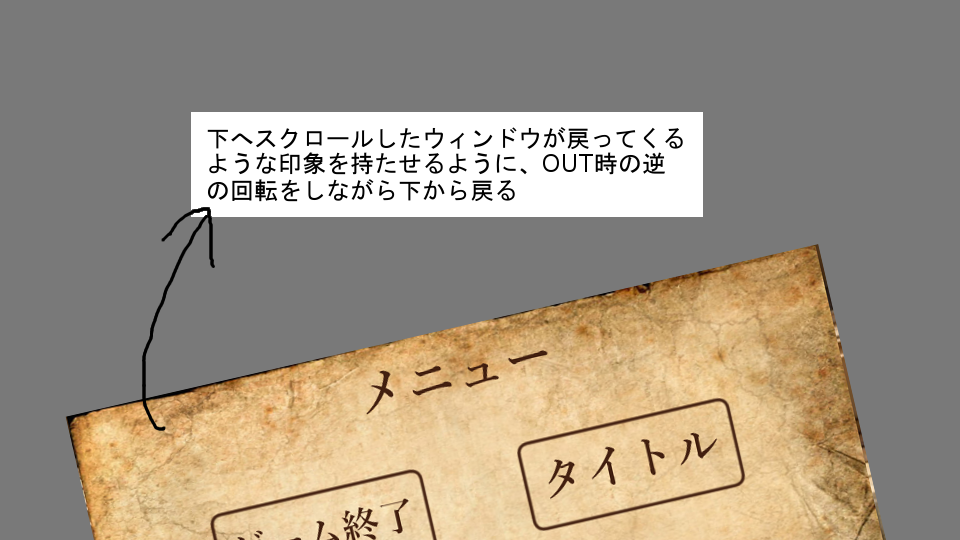 下へスクロールしたウィンドウが戻ってくる
ような印象を持たせるように、OUT時の逆
の回転をしながら下から戻る
メニュー
タイトル
ゲーム終了